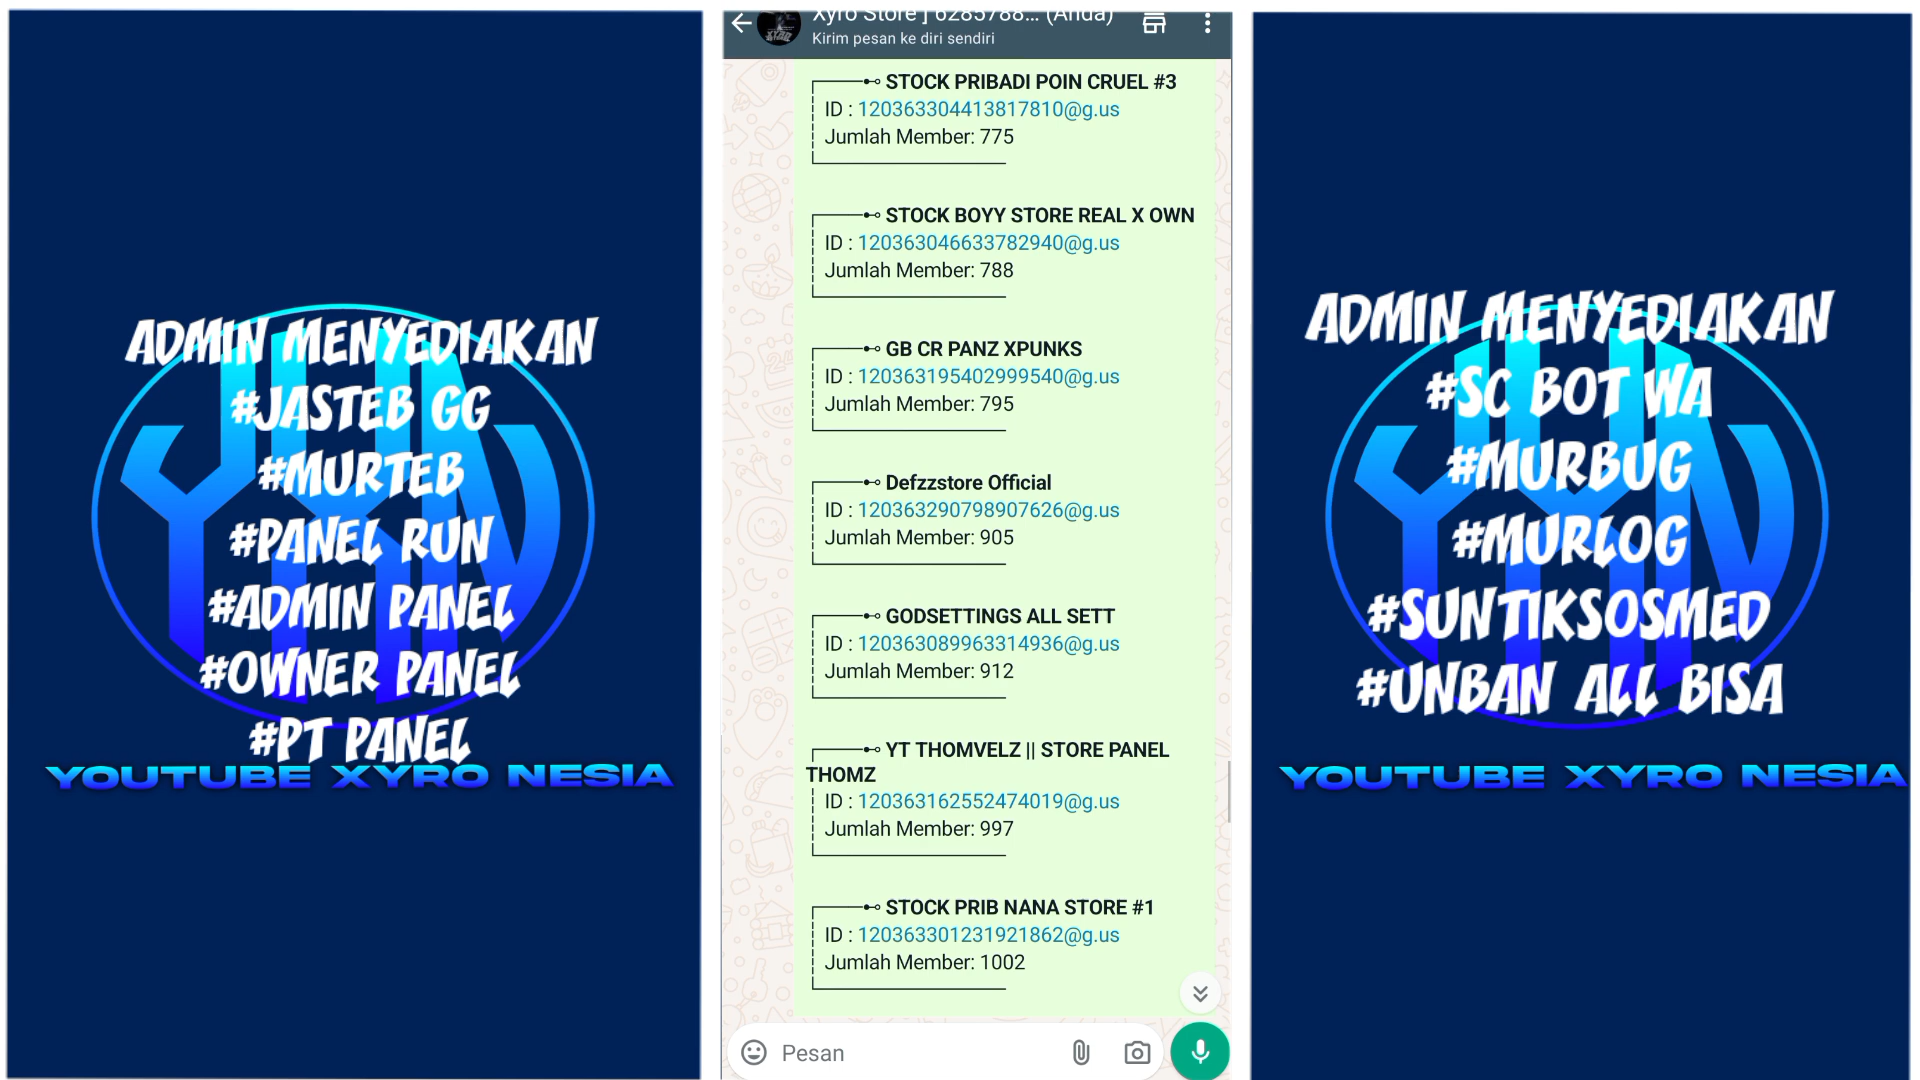 ADMIN MENYEDIAKAN
#JASTEB GG
#MURTEB
#PANEL RUN
#ADMIN PANEL
#OWNER PANEL
#PT PANEL
YOUTUBE XYRO NESIA
Xyro Store ] 6285788... (Anda)
Kirim pesan ke diri sendiri
STOCK PRIBADI POIN CRUEL #3
ID : 120363304413817810@g.us
Jumlah Member: 775
STOCK BOYY STORE REAL X OWN
ID : 120363046633782940@g.us
Jumlah Member: 788
GB CR PANZ XPUNKS
ID : 120363195402999540@g.us
Jumlah Member: 795
Defzzstore Official
ID : 120363290798907626@g.us
Jumlah Member: 905
GODSETTINGS ALL SETT
ID : 120363089963314936@g.us
Jumlah Member: 912
YT THOMVELZ || STORE PANEL
THOMZ
ID : 120363162552474019@g.us
Jumlah Member: 997
STOCK PRIB NANA STORE #1
ID : 120363301231921862@g.us
Jumlah Member: 1002
Pesan
ADMIN MENYEDIAKAN
#SC BOT WA
#MURBUG
#MURLOG
#SUNTIKSOSMED
#UNBAN ALL BISA
YOUTUBE XYRO NESIA